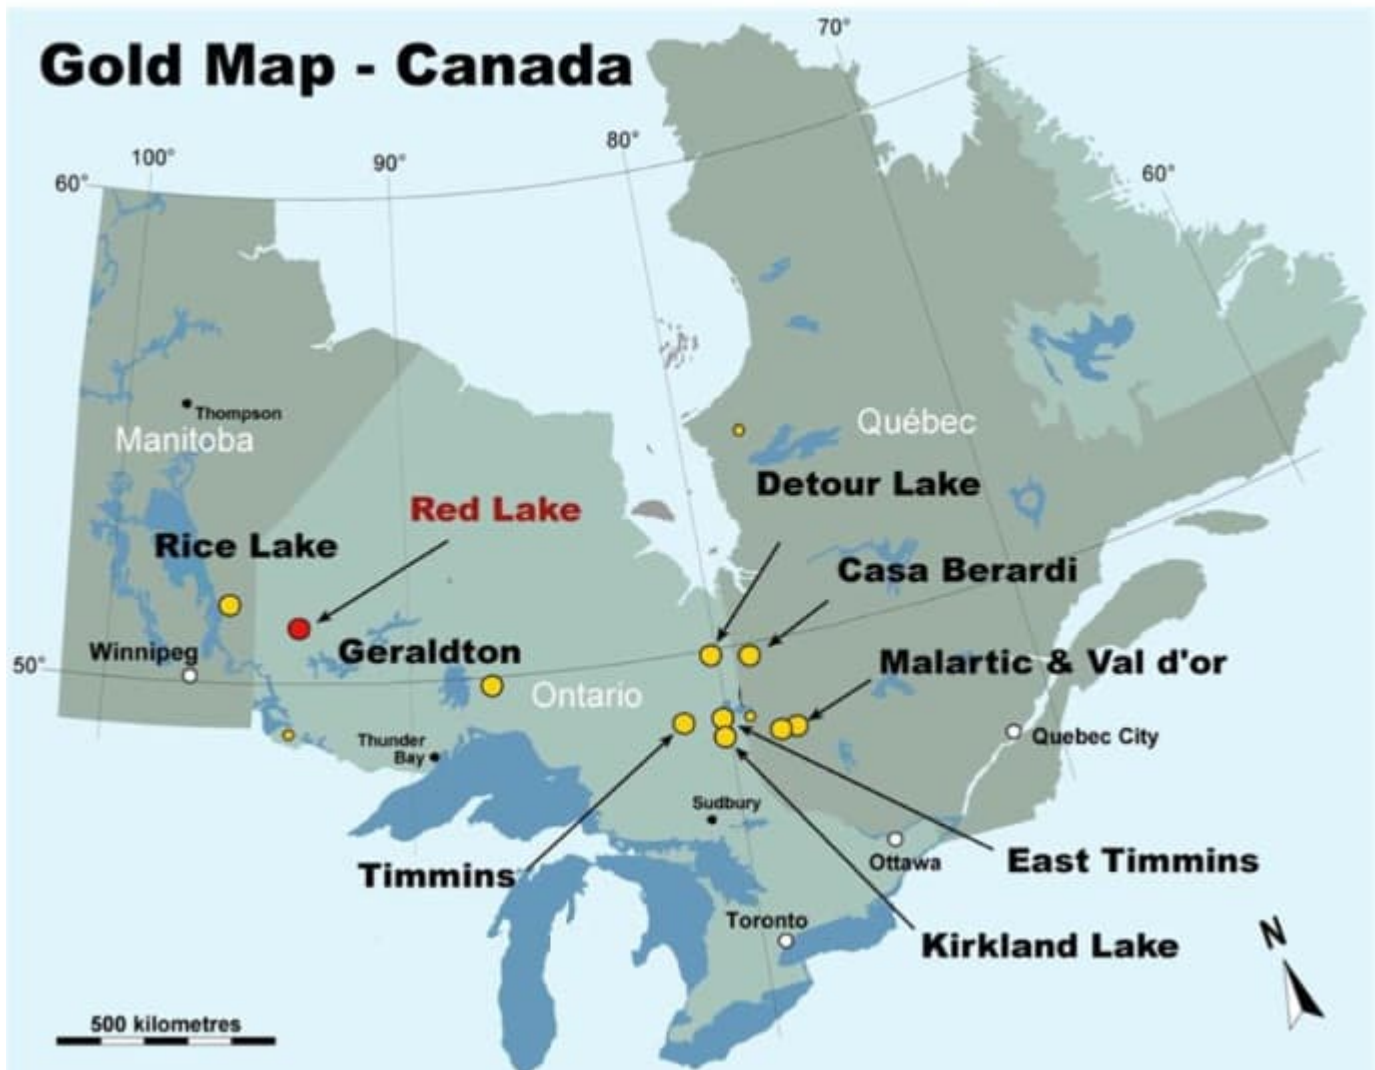 Gold Map - Canada
70°
80°
100°
90°
60°
60°
Thompson
Manitoba
Québec
Detour Lake
Red Lake
Rice Lake
Casa Berardi
Winnipeg
Geraldton
50°
Malartic & Val d'or
Ontario
Thunder
Bay
Quebec City
Sudbury
Timmins
Ottawa
East Timmins
Toronto
Kirkland Lake
N
500 kilometres